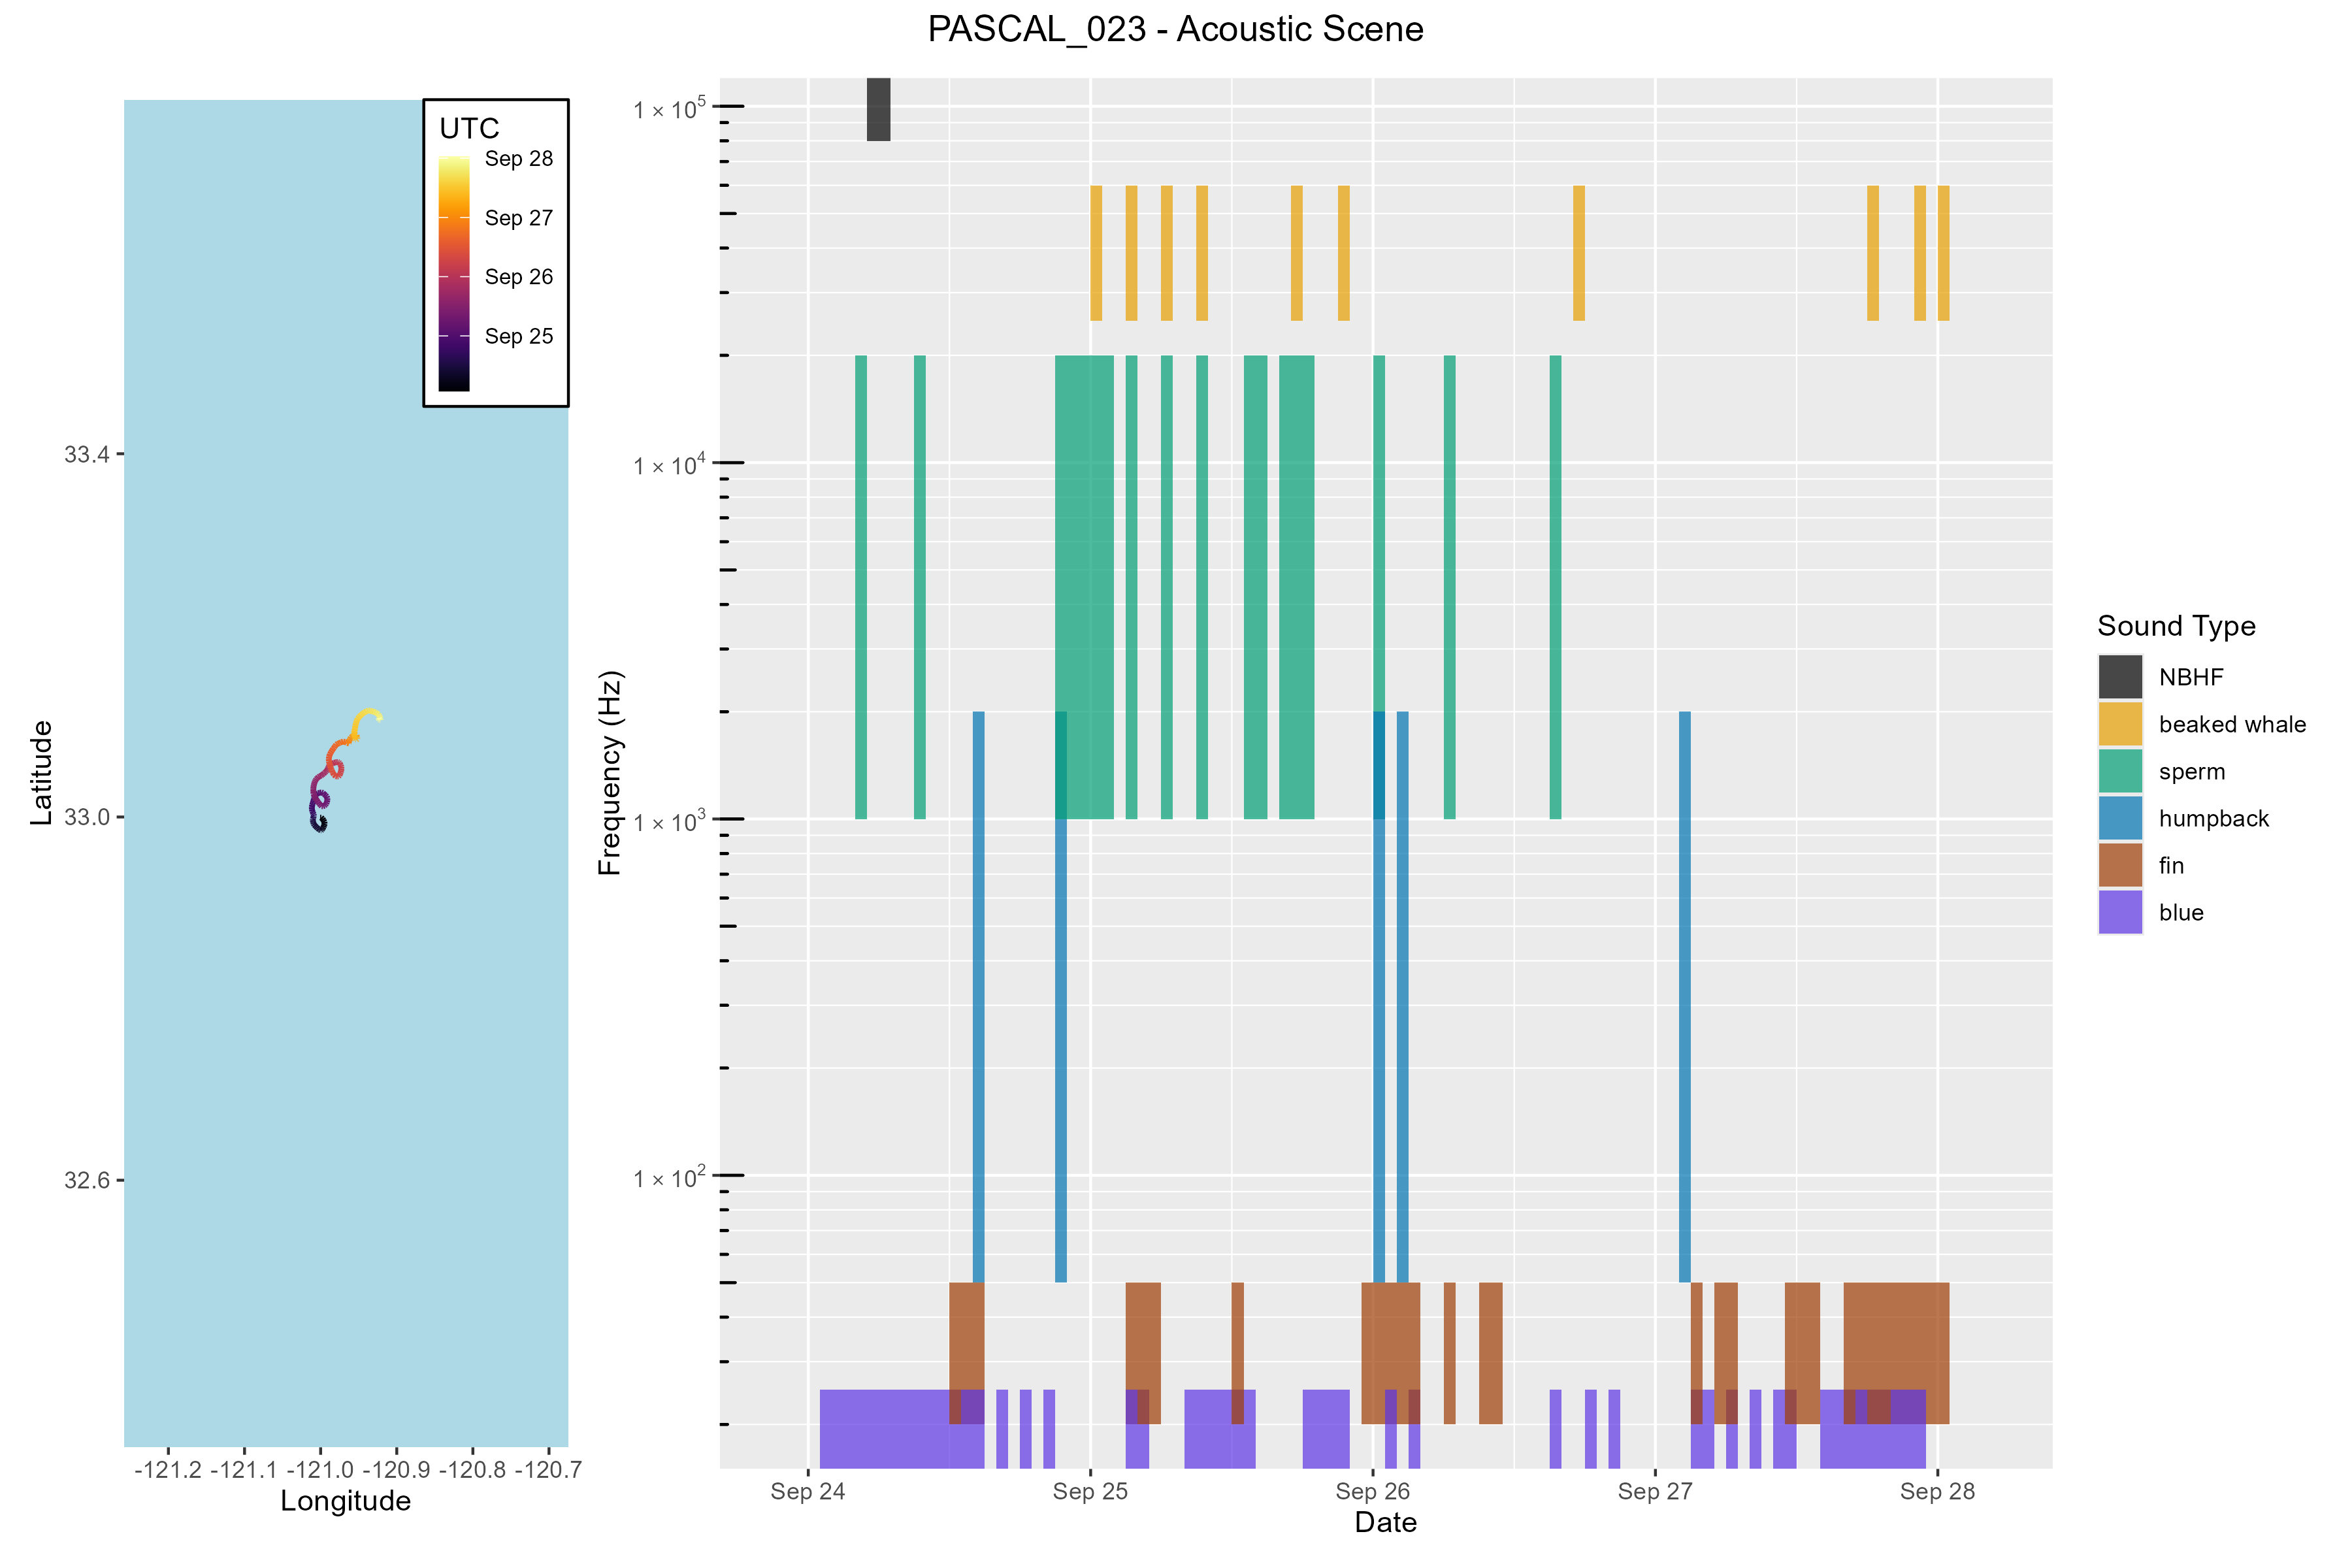 PASCAL_023 - Acoustic Scene
UTC
Sep 28
Sep 27
Sep 26
Sep 25
Latitude
33.4
33.0
32.6
-121.2 -121.1 -121.0 -120.9 -120.8 -120.7
Longitude
Frequency (Hz)
1 × 10⁵
1 × 10⁴
1 × 10³
1 × 10²
Sep 24 Sep 25 Sep 26 Sep 27 Sep 28
Date
Sound Type
NBHF
beaked whale
sperm
humpback
fin
blue